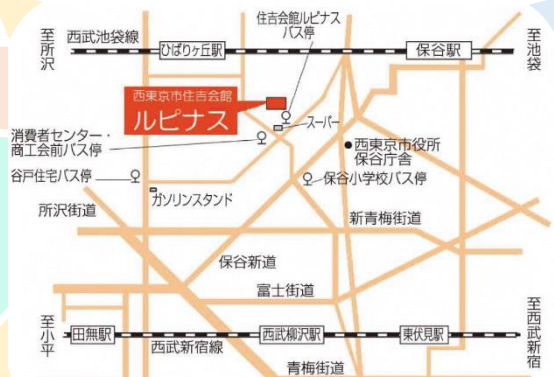 住吉会館ルピナス
バス停
至所沢
西武池袋線
ひばりヶ丘駅
保谷駅
至池袋
西東京市住吉会館
ルピナス
スーパー
消費者センター・
商工会前バス停
西東京市役所
保谷庁舎
谷戸住宅バス停
保谷小学校バス停
ガソリンスタンド
所沢街道
新青梅街道
保谷新道
富士街道
至小平
田無駅
西武柳沢駅
東伏見駅
至西武新宿
西武新宿線
青梅街道